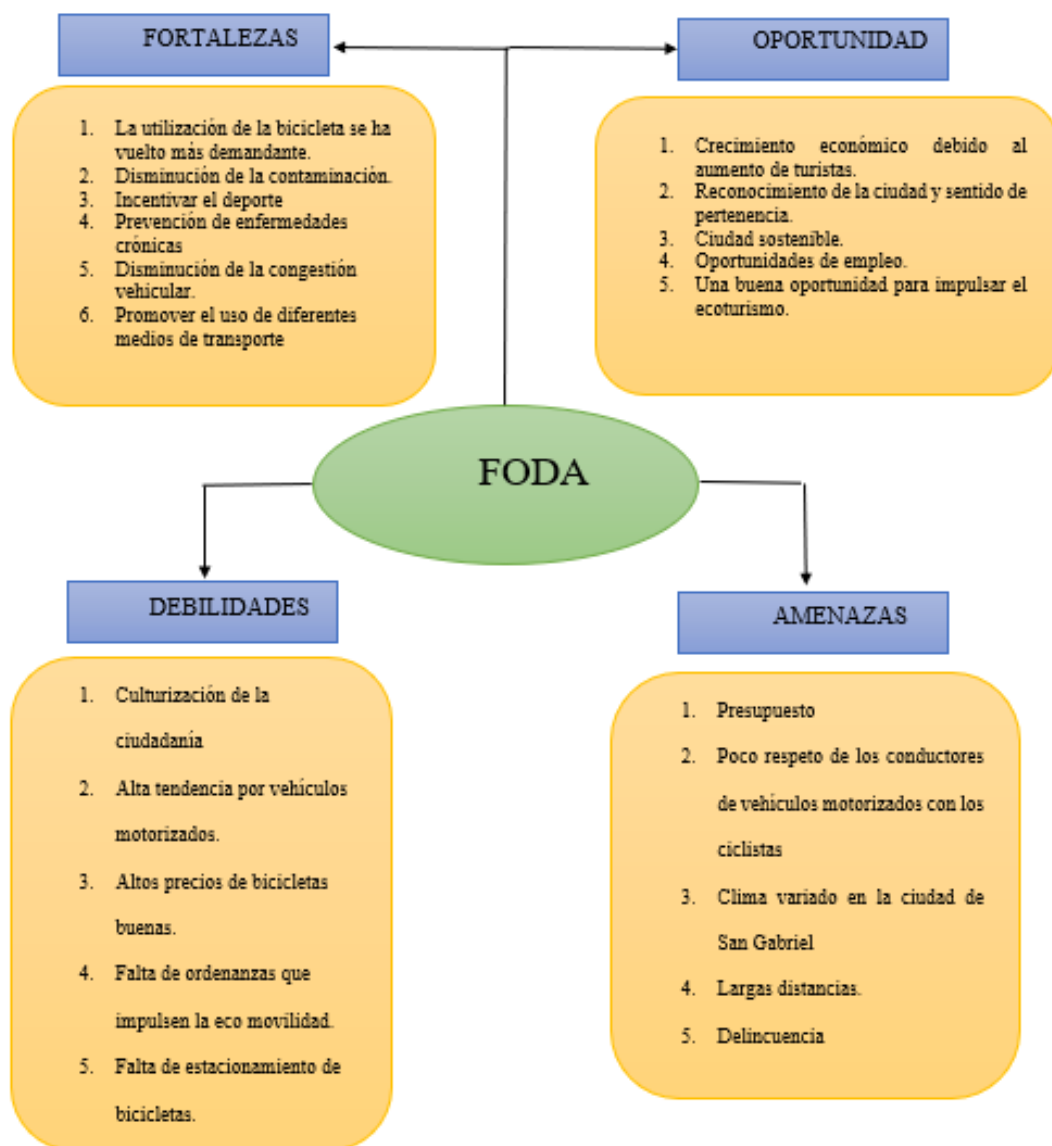 FORTALEZAS
1. La utilización de la bicicleta se ha
vuelto más demandante.
2. Disminución de la contaminación.
3. Incentivar el deporte
4. Prevención de enfermedades
crónicas
5. Disminución de la congestión
vehicular.
6. Promover el uso de diferentes
medios de transporte
OPORTUNIDAD
1. Crecimiento económico debido al
aumento de turistas.
2. Reconocimiento de la ciudad y sentido de
pertenencia.
3. Ciudad sostenible.
4. Oportunidades de empleo.
5. Una buena oportunidad para impulsar el
ecoturismo.
FODA
DEBILIDADES
1. Culturización de la
ciudadanía
2. Alta tendencia por vehículos
motorizados.
3. Altos precios de bicicletas
buenas.
4. Falta de ordenanzas que
impulsen la eco movilidad.
5. Falta de estacionamiento de
bicicletas.
AMENAZAS
1. Presupuesto
2. Poco respeto de los conductores
de vehículos motorizados con los
ciclistas
3. Clima variado en la ciudad de
San Gabriel
4. Largas distancias.
5. Delincuencia